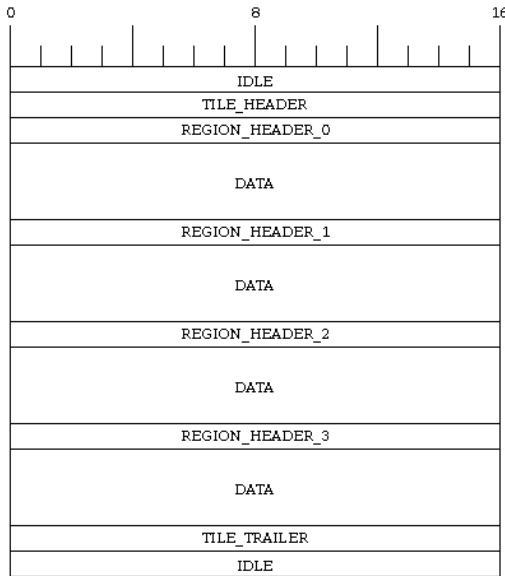 0 8 16
IDLE
TILE_HEADER
REGION_HEADER_0
DATA
REGION_HEADER_1
DATA
REGION_HEADER_2
DATA
REGION_HEADER_3
DATA
TILE_TRAILER
IDLE